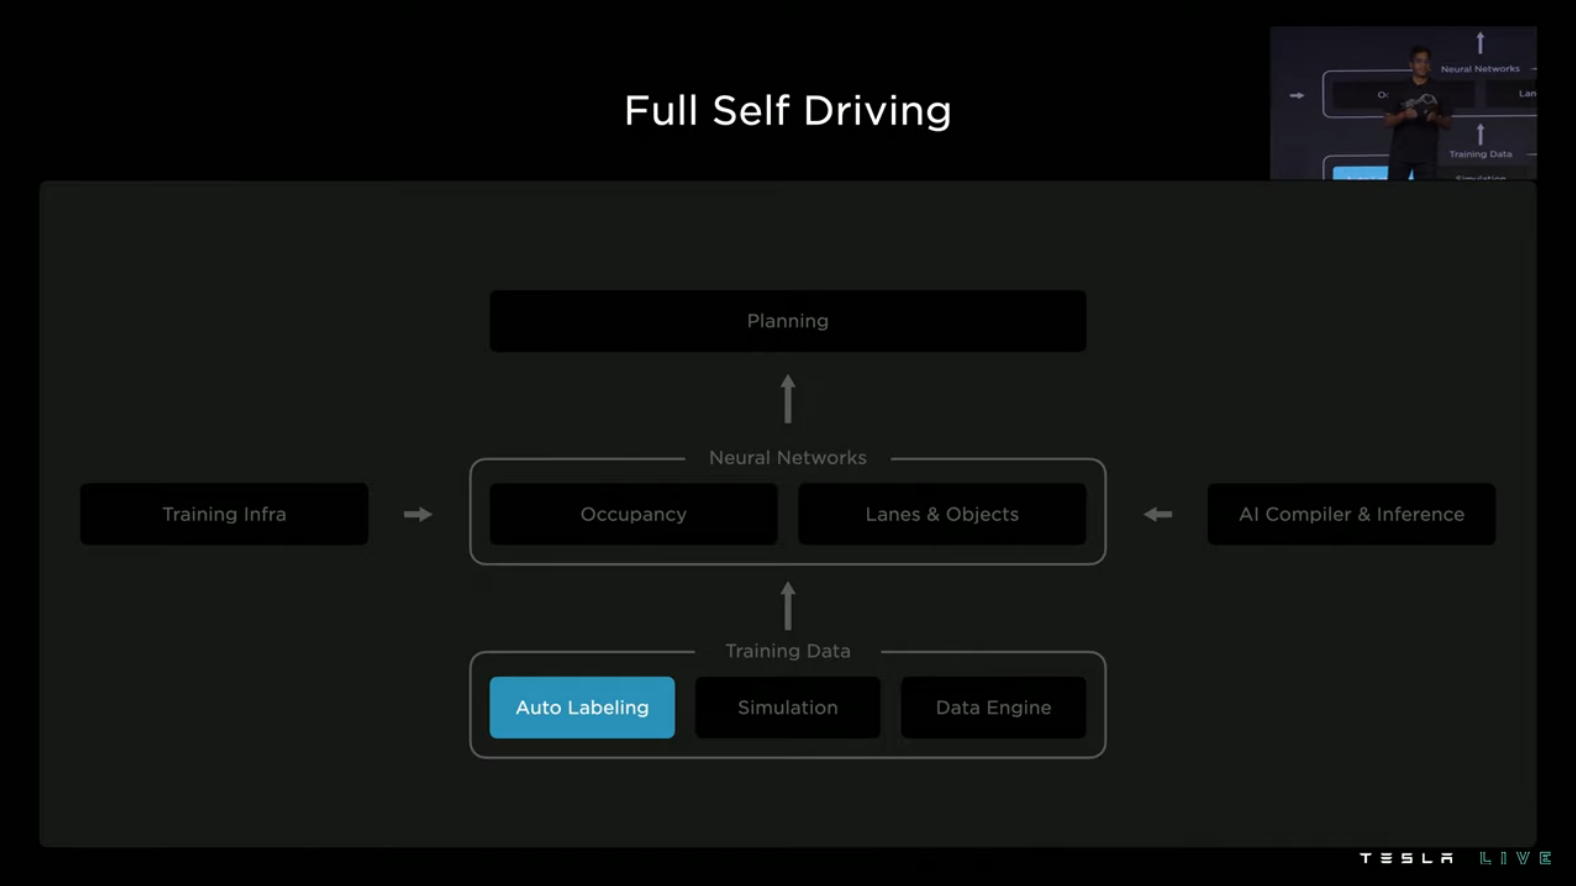 Full Self Driving
Neural Networks
Lan
Training Data
Simulation
Planning
Neural Networks
Training Infra
Occupancy
Lanes & Objects
AI Compiler & Inference
Training Data
Auto Labeling
Simulation
Data Engine
TESLA LIVE